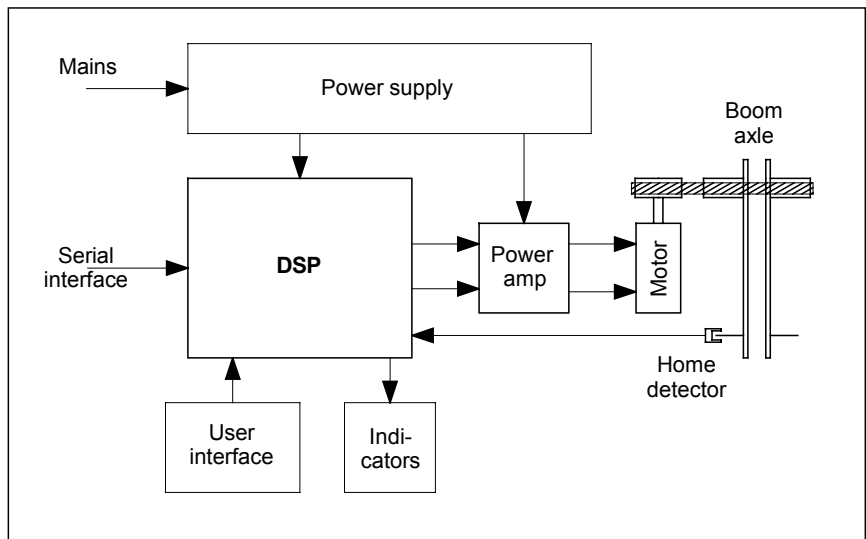 Mains
Power supply
Boom
axle
Serial
interface
DSP
Power
amp
Motor
Home
detector
User
interface
Indi-
cators